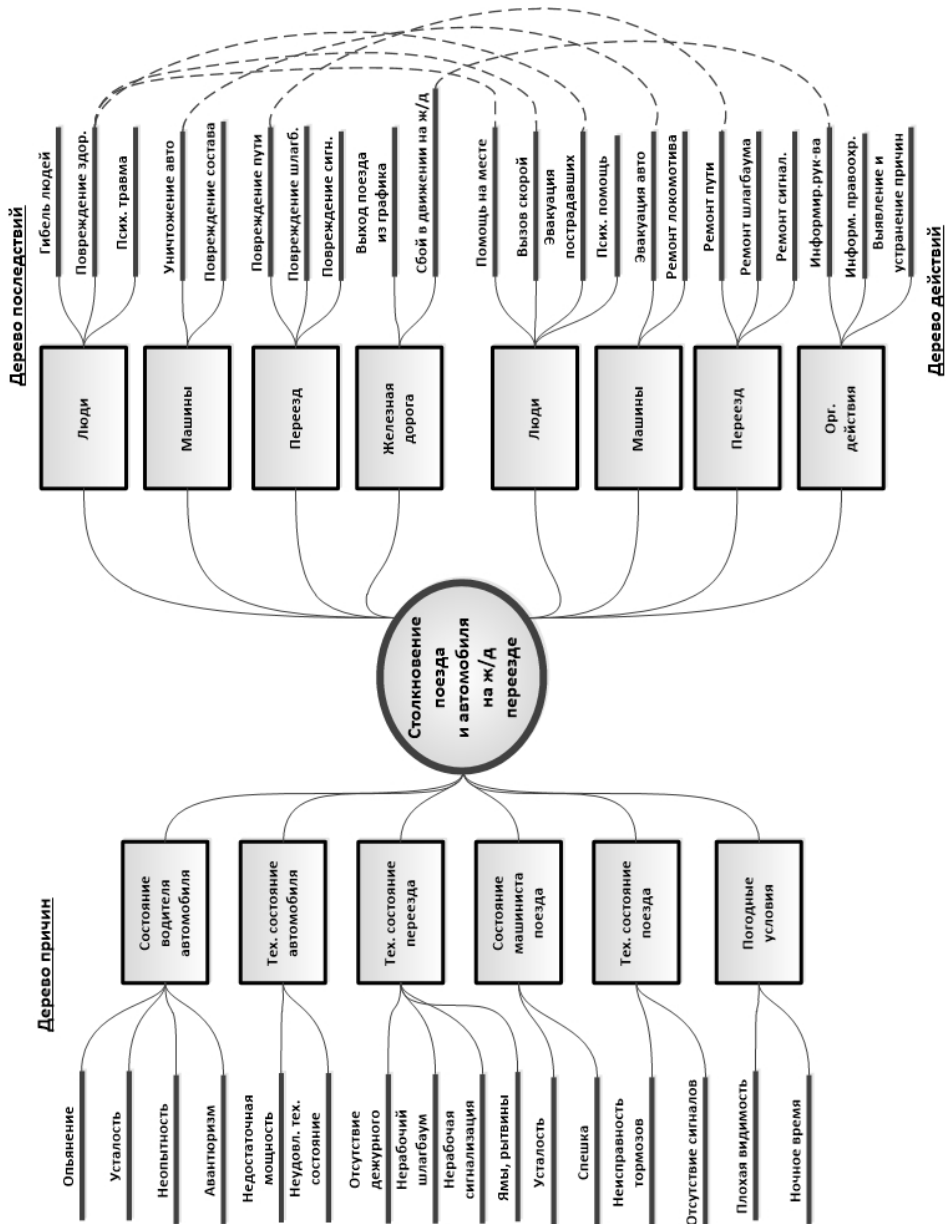 Дерево причин
Опьянение
Усталость
Неопытность
Авантюризм
Состояние
водителя
автомобиля
Недостаточная
мощность
Неудовл. тех.
состояние
Тех. состояние
автомобиля
Отсутствие
дежурного
Нерабочий
шлагбаум
Нерабочая
сигнализация
Ямы, рытвины
Тех. состояние
переезда
Усталость
Спешка
Состояние
машиниста
поезда
Неисправность
тормозов
Отсутствие сигналов
Тех. состояние
поезда
Плохая видимость
Ночное время
Погодные
условия
Столкновение
поезда
и автомобиля
на ж/д
переезде
Дерево последствий
Люди
Гибель людей
Повреждение здор.
Псих. травма
Машины
Уничтожение авто
Повреждение состава
Переезд
Повреждение пути
Повреждение шлагб.
Повреждение сигн.
Железная
дорога
Выход поезда
из графика
Сбой в движении на ж/д
Люди
Помощь на месте
Вызов скорой
Эвакуация
пострадавших
Псих. помощь
Машины
Эвакуация авто
Ремонт локомотива
Переезд
Ремонт пути
Ремонт шлагбаума
Ремонт сигнал.
Орг.
действия
Информир.рук-ва
Информ. правоохр.
Выявление и
устранение причин
Дерево действий